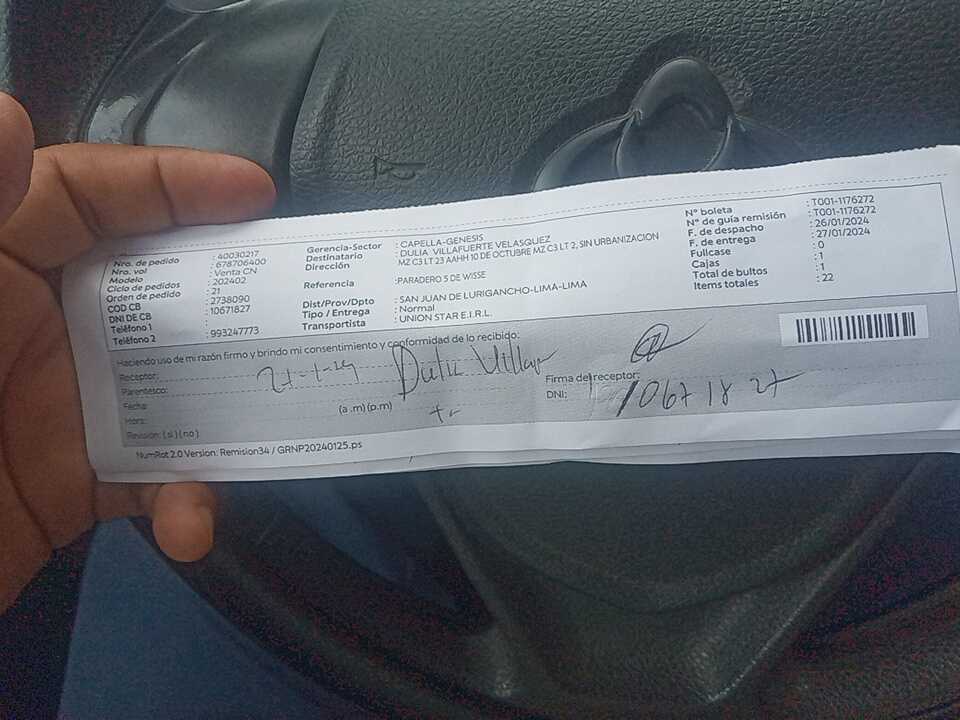 Nro. de pedido : 40030217
Nro. vol : 678706400
Modelo : Venta CN
Ciclo de pedidos : 202402
Orden de pedido : 21
COD CB : 2738090
DNI DE CB : 10671827
Teléfono 1 :
Teléfono 2 : 993247773
Gerencia-Sector : CAPELLA-GENESIS
Destinatario : DULIA VILLAFUERTE VELASQUEZ
Dirección : MZ C3 LT 23 AAHH 10 DE OCTUBRE MZ C3 LT 2, SIN URBANIZACION
Referencia :PARADERO 5 DE WISSE
Dist/Prov/Dpto : SAN JUAN DE LURIGANCHO-LIMA-LIMA
Tipo / Entrega : Normal
Transportista : UNION STAR E.I.R.L.
N° boleta : T001-1176272
N° de guía remisión : T001-1176272
F. de despacho : 26/01/2024
F. de entrega : 27/01/2024
Fullcase : 0
Cajas : 1
Total de bultos : 1
Items totales : 22
Haciendo uso de mi razón firmo y brindo mi consentimiento y conformidad de lo recibido:
Receptor: Dulia
Parentesco:
Fecha:
Hora: (a .m) (p.m)
Revisión: ( si ) ( no )
Firma del receptor:
DNI: 10671827
NumRot 2.0 Version: Remision34 / GRNP20240125.ps